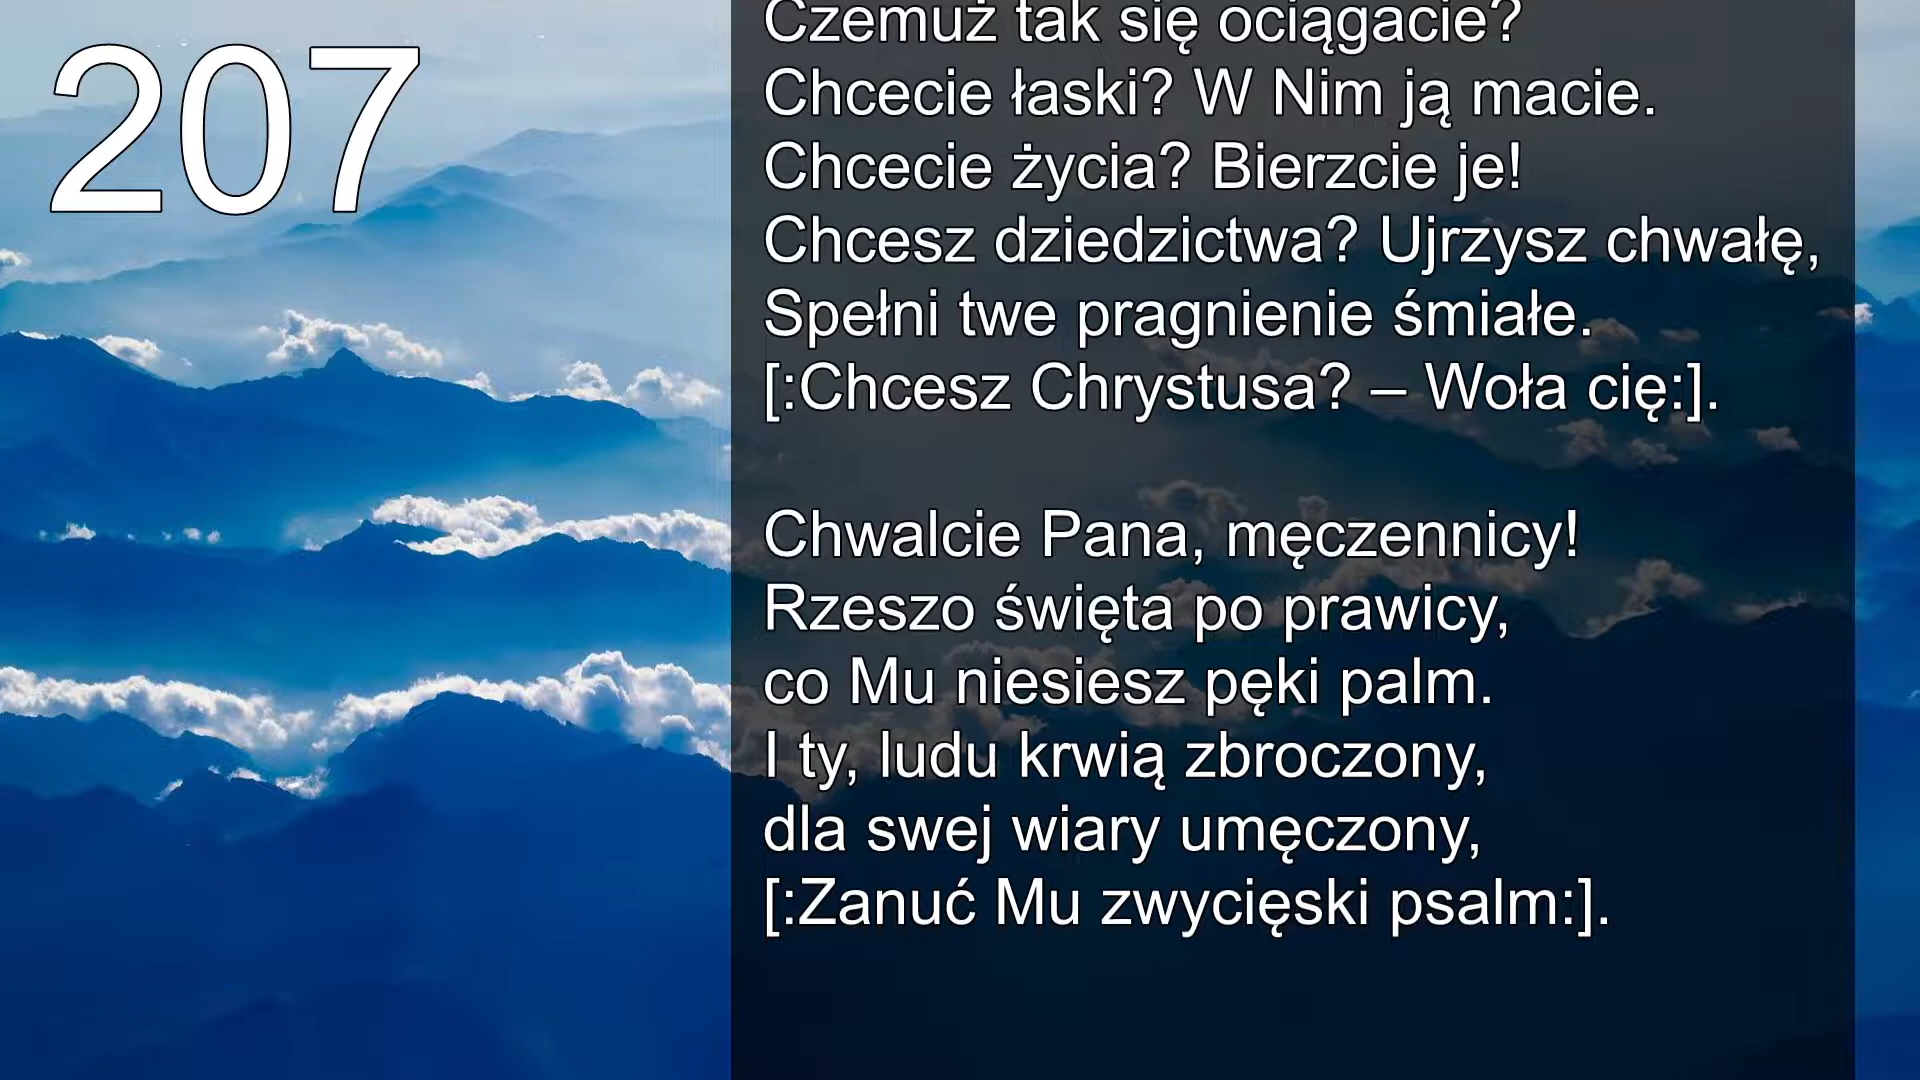 207
Czemuż tak się ociągacie?
Chcecie łaski? W Nim ją macie.
Chcecie życia? Bierzcie je!
Chcesz dziedzictwa? Ujrzysz chwałę,
Spełni twe pragnienie śmiałe.
[:Chcesz Chrystusa? – Woła cię:].
Chwalcie Pana, męczennicy!
Rzeszo święta po prawicy,
co Mu niesiesz pęki palm.
I ty, ludu krwią zbroczony,
dla swej wiary umęczony,
[:Zanuć Mu zwycięski psalm:].